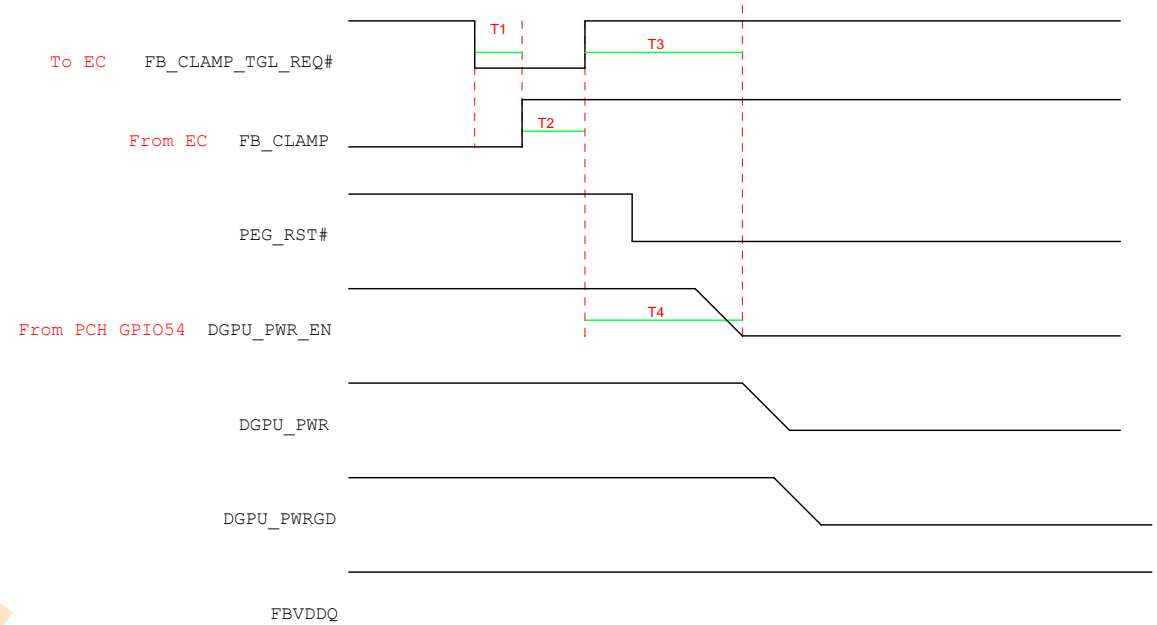 T1
T3
To EC FB_CLAMP_TGL_REQ#
T2
From EC FB_CLAMP
PEG_RST#
T4
From PCH GPIO54 DGPU_PWR_EN
DGPU_PWR
DGPU_PWRGD
FBVDDQ